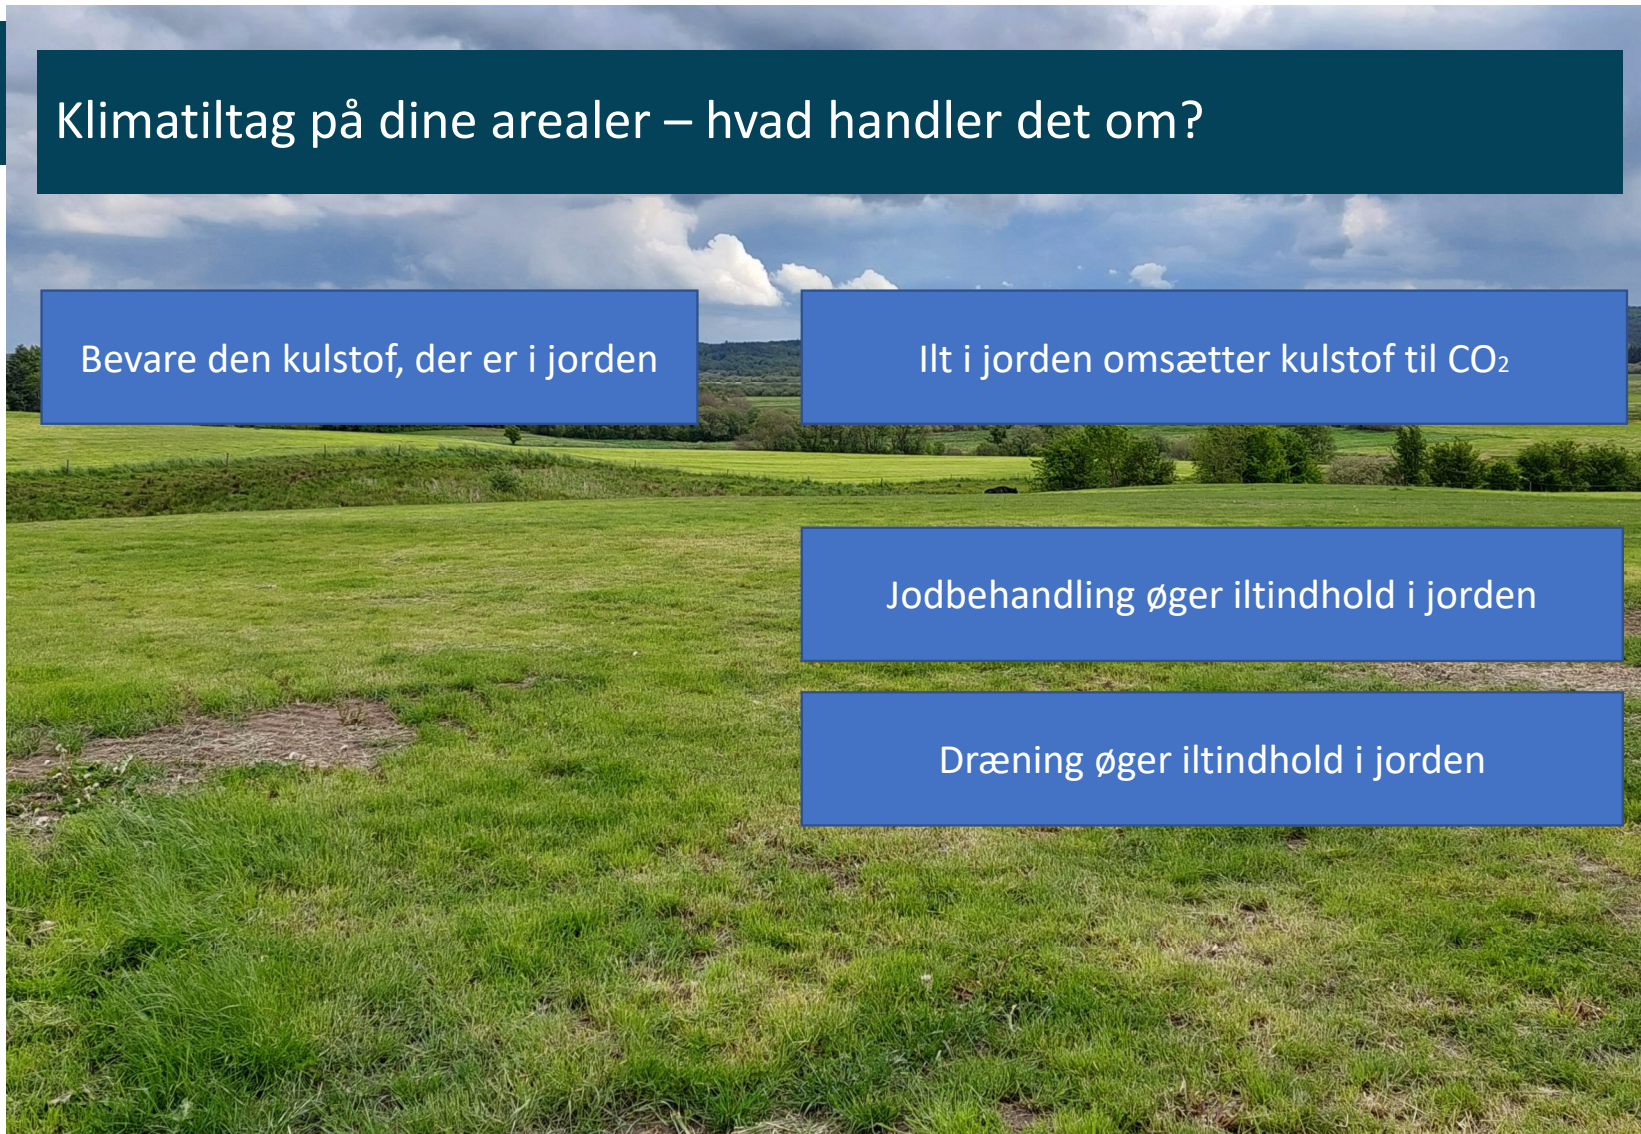 Klimatiltag på dine arealer – hvad handler det om?
Bevare den kulstof, der er i jorden
Ilt i jorden omsætter kulstof til CO₂
Jodbehandling øger iltindhold i jorden
Dræning øger iltindhold i jorden